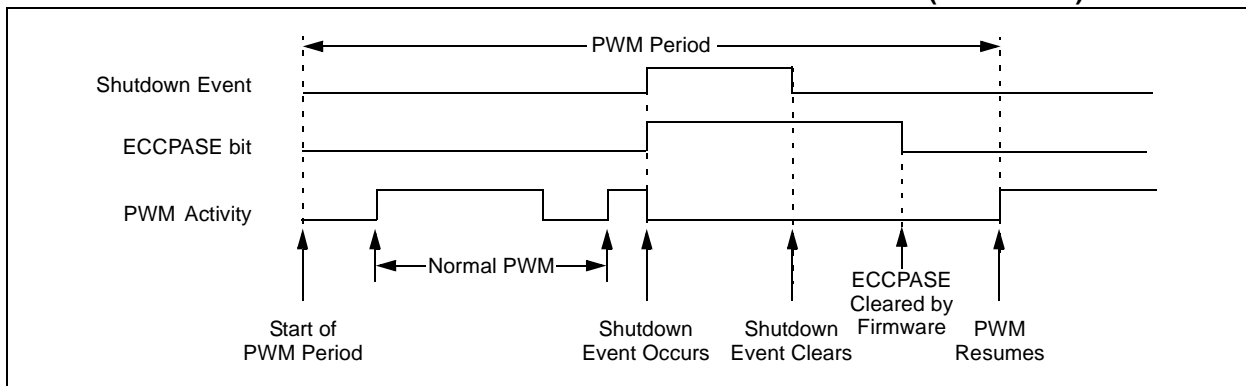 PWM Period
Shutdown Event
ECCPASE bit
PWM Activity
Normal PWM
Start of
PWM Period
Shutdown
Event Occurs
Shutdown
Event Clears
ECCPASE
Cleared by
Firmware
PWM
Resumes